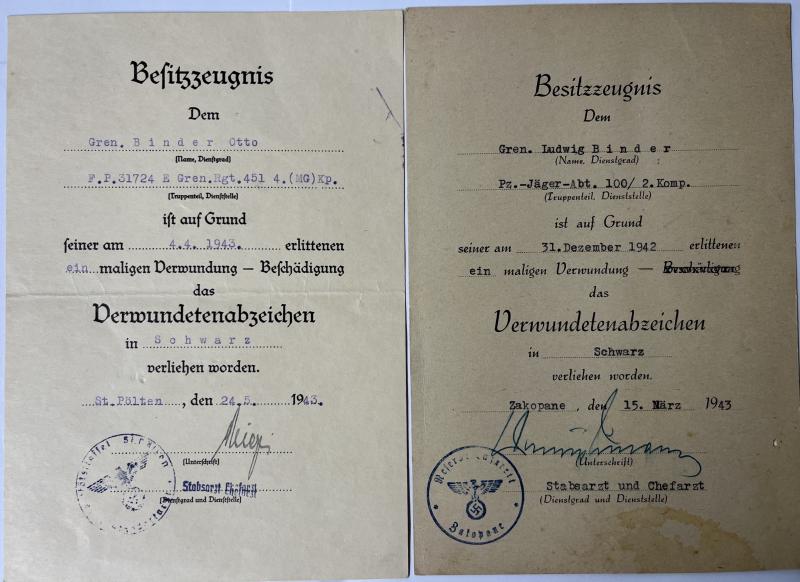 Besitzzeugnis
Dem
Gren. Binder Otto
(Name, Dienstgrad)
F.P.31724 E Gren.Rgt.451 4.(MG)Kp.
(Truppenteil, Dienststelle)
ist auf Grund
seiner am 4.4. 1943. erlittenen
ein maligen Verwundung — Beschädigung
das
Verwundetenabzeichen
in Schwarz
verliehen worden.
St.Pölten, den 24.5. 1943.
(Unterschrift)
Stabsarzt Chefarzt
(Dienstgrad und Dienststelle)
Besitzzeugnis
Dem
Gren. Ludwig Binder
(Name, Dienstgrad)
Pz.-Jäger-Abt. 100/ 2.Komp.
(Truppenteil, Dienststelle)
ist auf Grund
seiner am 31.Dezember 1942 erlittenen
ein maligen Verwundung — Beschädigung
das
Verwundetenabzeichen
in Schwarz
verliehen worden.
Zakopane, den 15. März 1943
(Unterschrift)
Stabsarzt und Chefarzt
(Dienstgrad und Dienststelle)
Zakopane